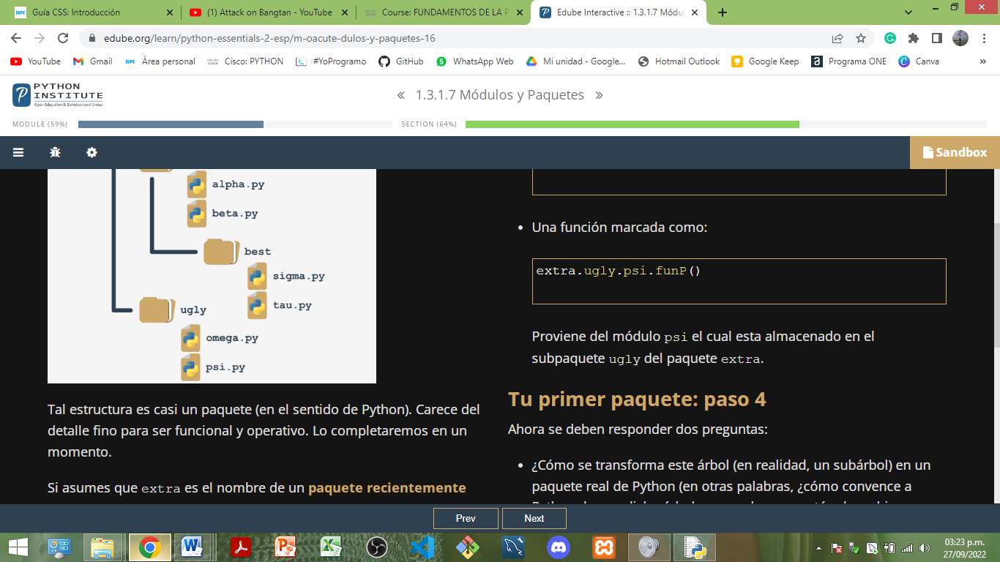 Guía CSS: Introducción
(1) Attack on Bangtan - YouTube
Course: FUNDAMENTOS DE LA P
Edube Interactive :: 1.3.1.7 Módul
edube.org/learn/python-essentials-2-esp/m-oacute-dulos-y-paquetes-16
YouTube
Gmail
Área personal
Cisco: PYTHON
#YoProgramo
GitHub
WhatsApp Web
Mi unidad - Google...
Hotmail Outlook
Google Keep
Programa ONE
Canva
PYTHON
INSTITUTE
Open Education & Development Group
« 1.3.1.7 Módulos y Paquetes »
MODULE (59%)
SECTION (64%)
Sandbox
alpha.py
beta.py
best
sigma.py
tau.py
ugly
omega.py
psi.py
Tal estructura es casi un paquete (en el sentido de Python). Carece del
detalle fino para ser funcional y operativo. Lo completaremos en un
momento.
Si asumes que extra es el nombre de un paquete recientemente
• Una función marcada como:
extra.ugly.psi.funP()
Proviene del módulo psi el cual esta almacenado en el
subpaquete ugly del paquete extra.
Tu primer paquete: paso 4
Ahora se deben responder dos preguntas:
• ¿Cómo se transforma este árbol (en realidad, un subárbol) en un
paquete real de Python (en otras palabras, ¿cómo convence a
Prev
Next
03:23 p.m.
27/09/2022